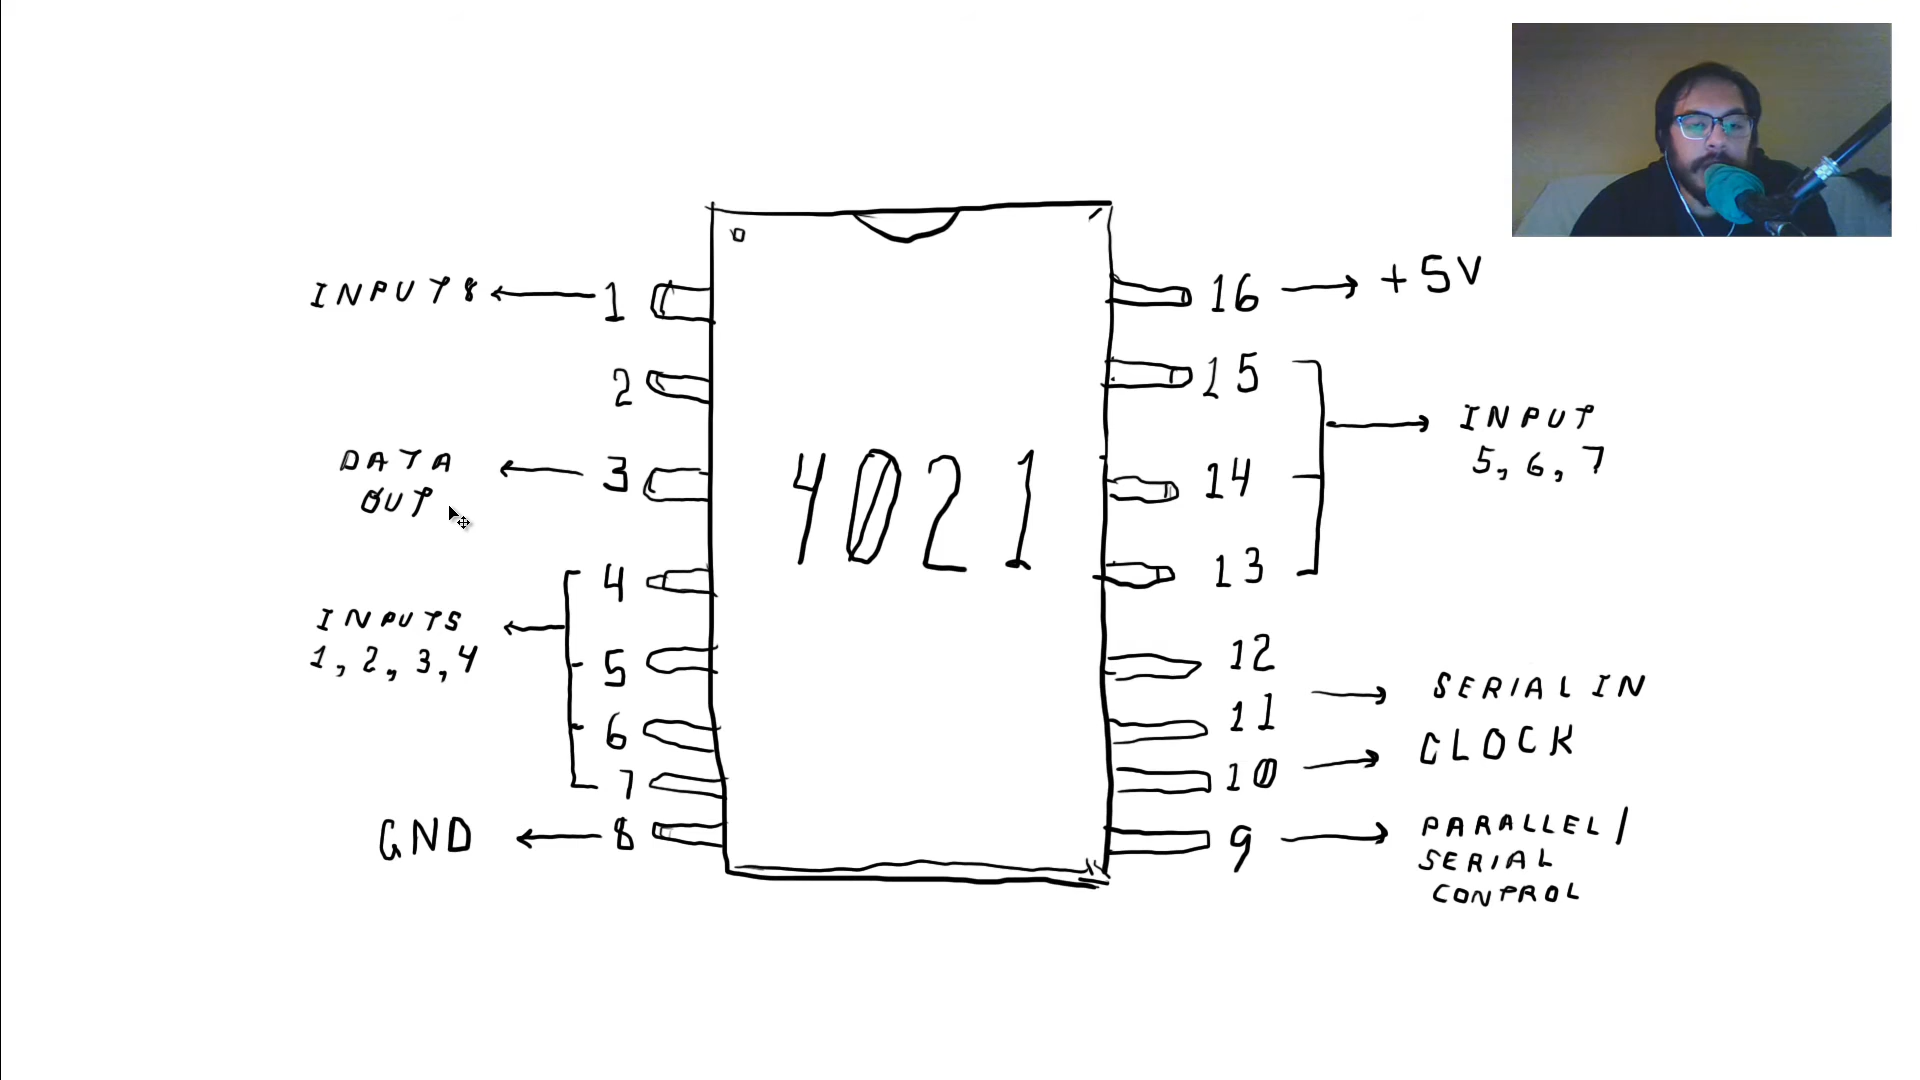 INPUT 8 1
2
DATA
OUT
3
4
INPUTS
1, 2, 3, 4
5
6
7
GND 8
4021
16 +5V
15
14
13
INPUT
5, 6, 7
12
11 SERIAL IN
10 CLOCK
9 PARALLEL/
SERIAL
CONTROL